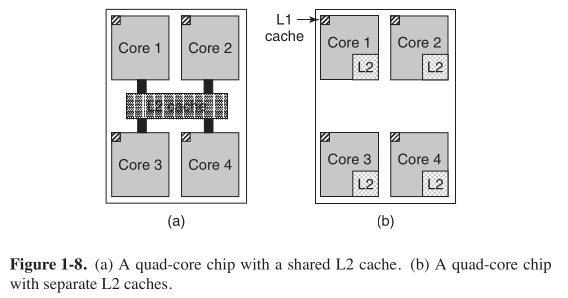 Core 1 Core 2
L2 cache
Core 3 Core 4
(a)
L1
cache
Core 1 Core 2
L2 L2
Core 3 Core 4
L2 L2
(b)
Figure 1-8. (a) A quad-core chip with a shared L2 cache. (b) A quad-core chip
with separate L2 caches.